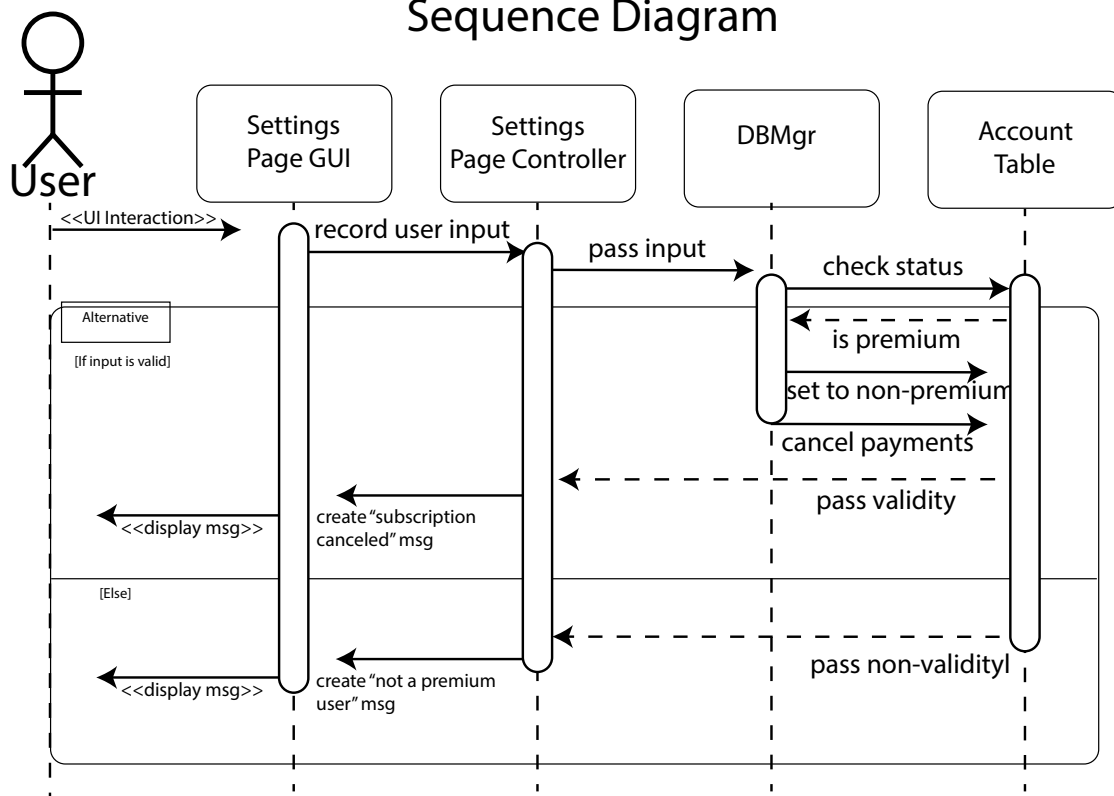 Sequence Diagram
User
Settings
Page GUI
Settings
Page Controller
DBMgr
Account
Table
<<UI Interaction>>
record user input
pass input
check status
Alternative
[If input is valid]
is premium
set to non-premium
cancel payments
pass validity
create “subscription
canceled” msg
<<display msg>>
[Else]
pass non-validityl
create “not a premium
user” msg
<<display msg>>